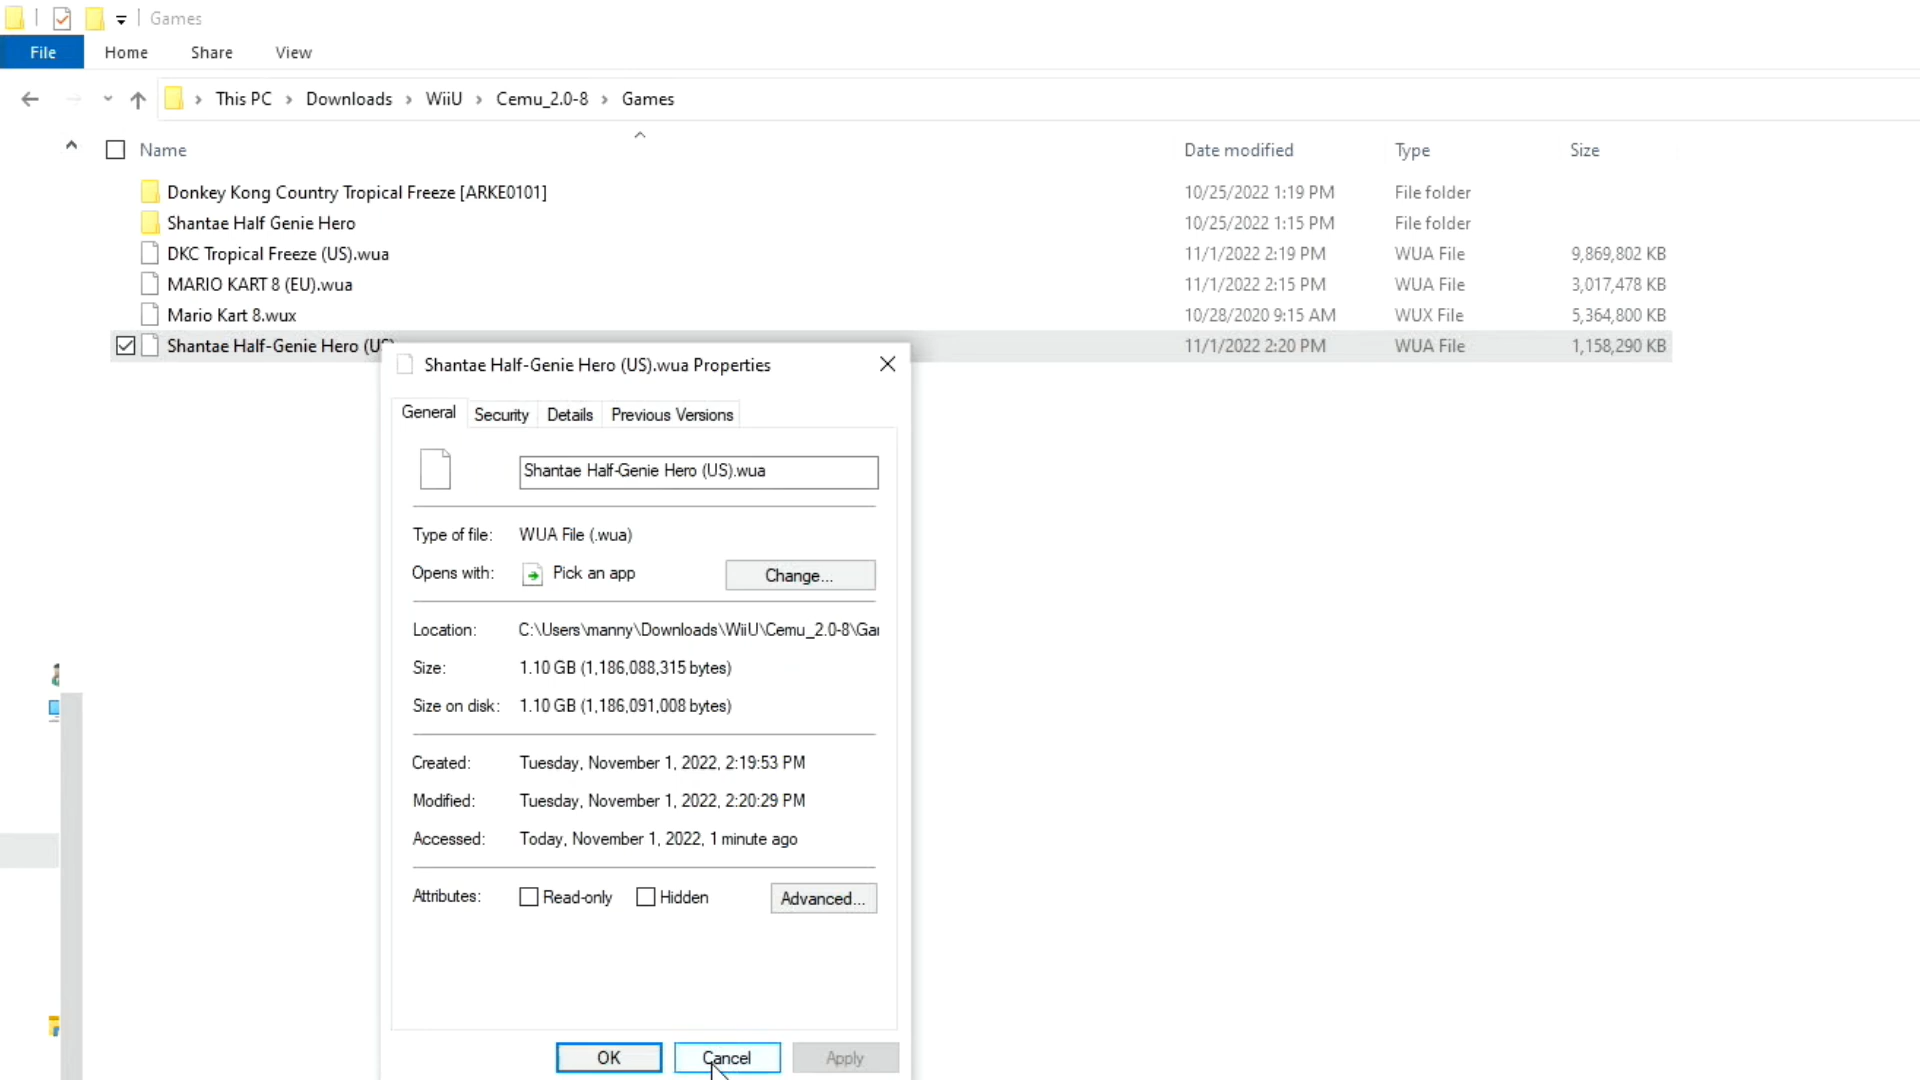 Games
File Home Share View
This PC > Downloads > WiiU > Cemu_2.0-8 > Games
Name Date modified Type Size
Donkey Kong Country Tropical Freeze [ARKE0101] 10/25/2022 1:19 PM File folder
Shantae Half Genie Hero 10/25/2022 1:15 PM File folder
DKC Tropical Freeze (US).wua 11/1/2022 2:19 PM WUA File 9,869,802 KB
MARIO KART 8 (EU).wua 11/1/2022 2:15 PM WUA File 3,017,478 KB
Mario Kart 8.wux 10/28/2020 9:15 AM WUX File 5,364,800 KB
Shantae Half-Genie Hero (US) 11/1/2022 2:20 PM WUA File 1,158,290 KB
Shantae Half-Genie Hero (US).wua Properties
General Security Details Previous Versions
Shantae Half-Genie Hero (US).wua
Type of file: WUA File (.wua)
Opens with: Pick an app Change...
Location: C:\Users\manny\Downloads\WiiU\Cemu_2.0-8\Gar
Size: 1.10 GB (1,186,088,315 bytes)
Size on disk: 1.10 GB (1,186,091,008 bytes)
Created: Tuesday, November 1, 2022, 2:19:53 PM
Modified: Tuesday, November 1, 2022, 2:20:29 PM
Accessed: Today, November 1, 2022, 1 minute ago
Attributes: Read-only Hidden Advanced...
OK Cancel Apply